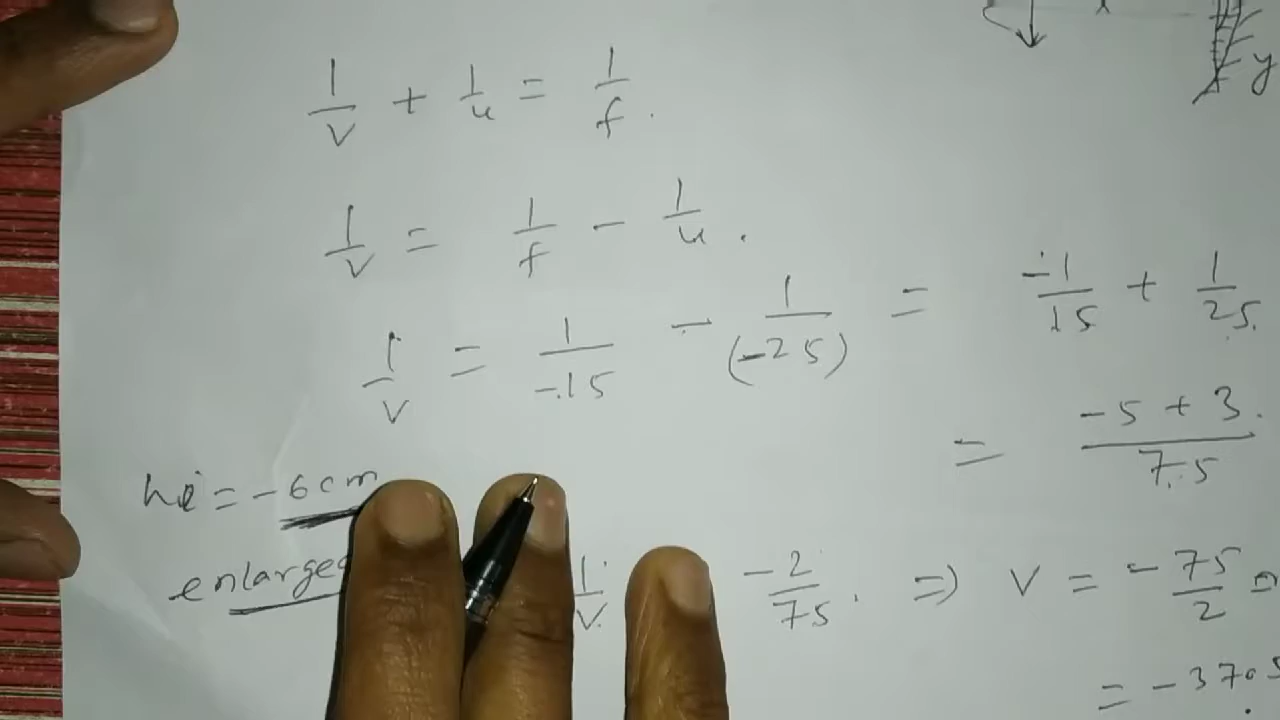 1/v + 1/u = 1/f.
1/v = 1/f - 1/u.
1/v = 1/-15 - 1/(-25) = -1/15 + 1/25.
= -5 + 3/75
hi = -6cm
enlarged
1/v -2/75. => v = -75/2 =
= -37.5
y